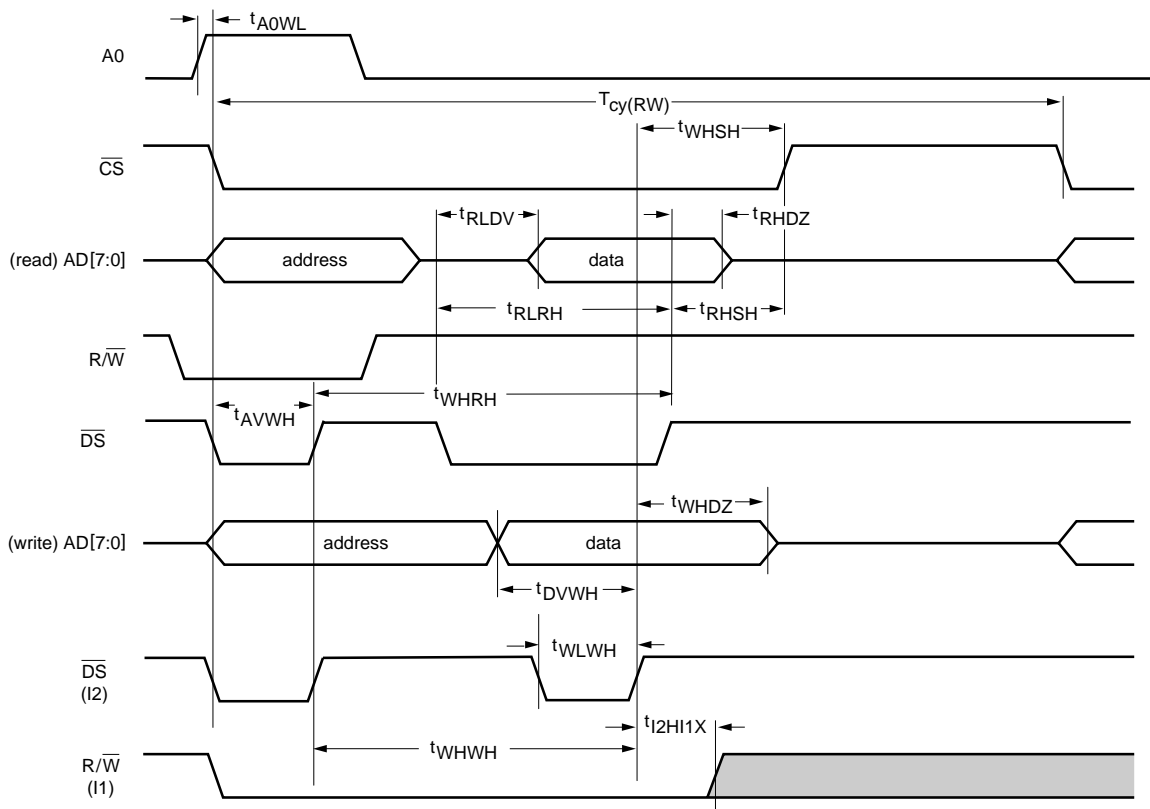 tA0WL
A0
Tcy(RW)
tWHSH
CS
tRLDV
tRHDZ
(read) AD[7:0]
address
data
tRLRH
tRHSH
R/W
tWHRH
tAVWH
DS
tWHDZ
(write) AD[7:0]
address
data
tDVWH
tWLWH
DS
(I2)
tI2HI1X
tWHWH
R/W
(I1)